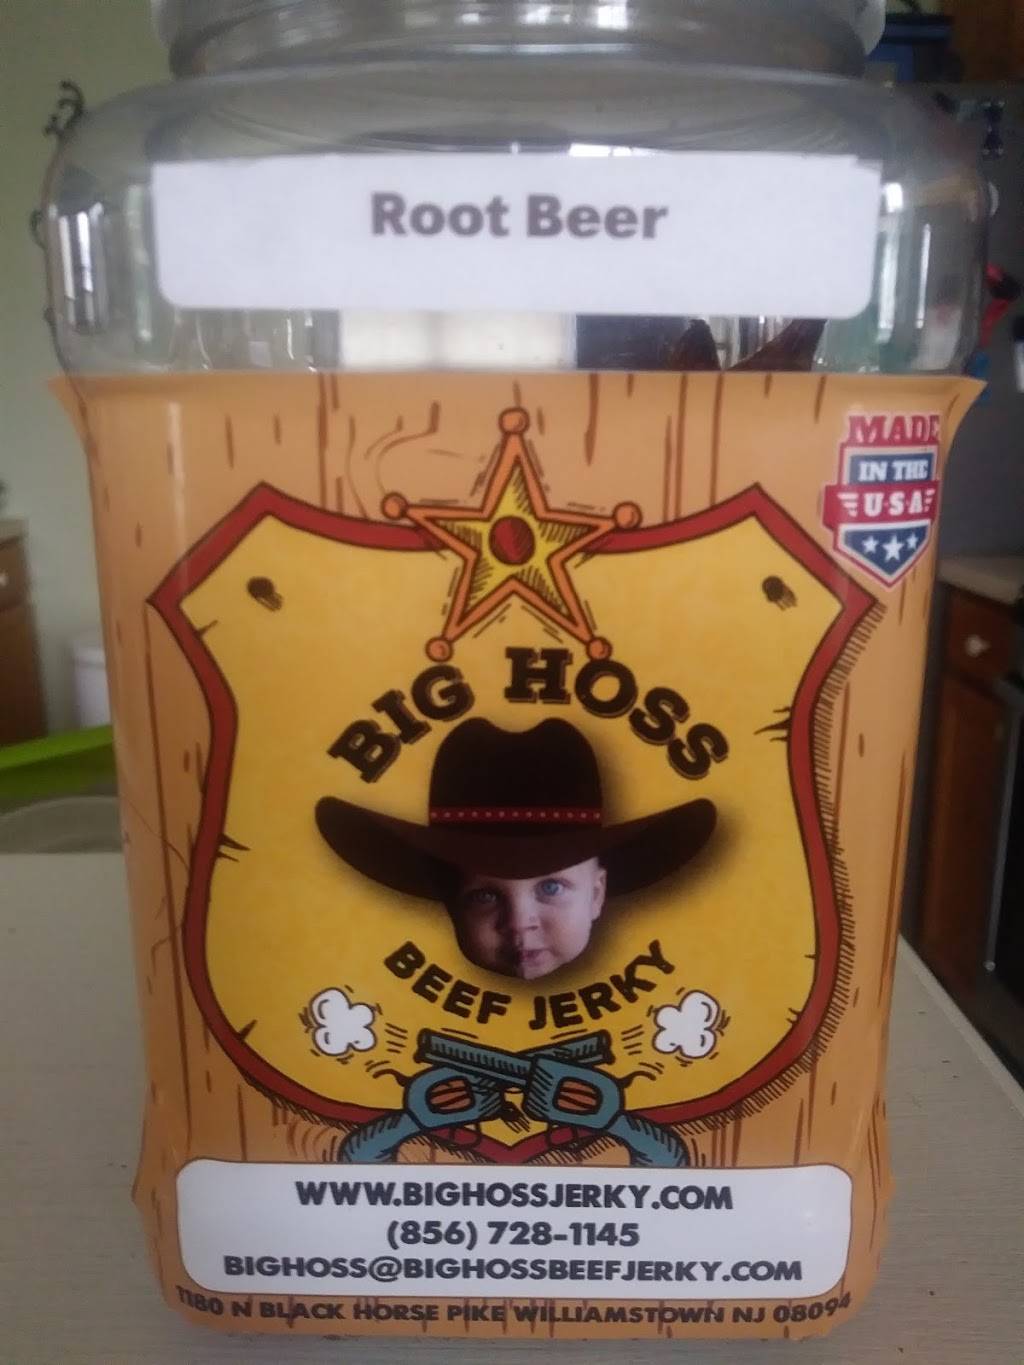 Root Beer
MADE
IN THE
U·S·A
BIG HOSS
BEEF JERKY
WWW.BIGHOSSJERKY.COM
(856) 728-1145
BIGHOSS@BIGHOSSBEEFJERKY.COM
1180 N BLACK HORSE PIKE WILLIAMSTOWN NJ 08094